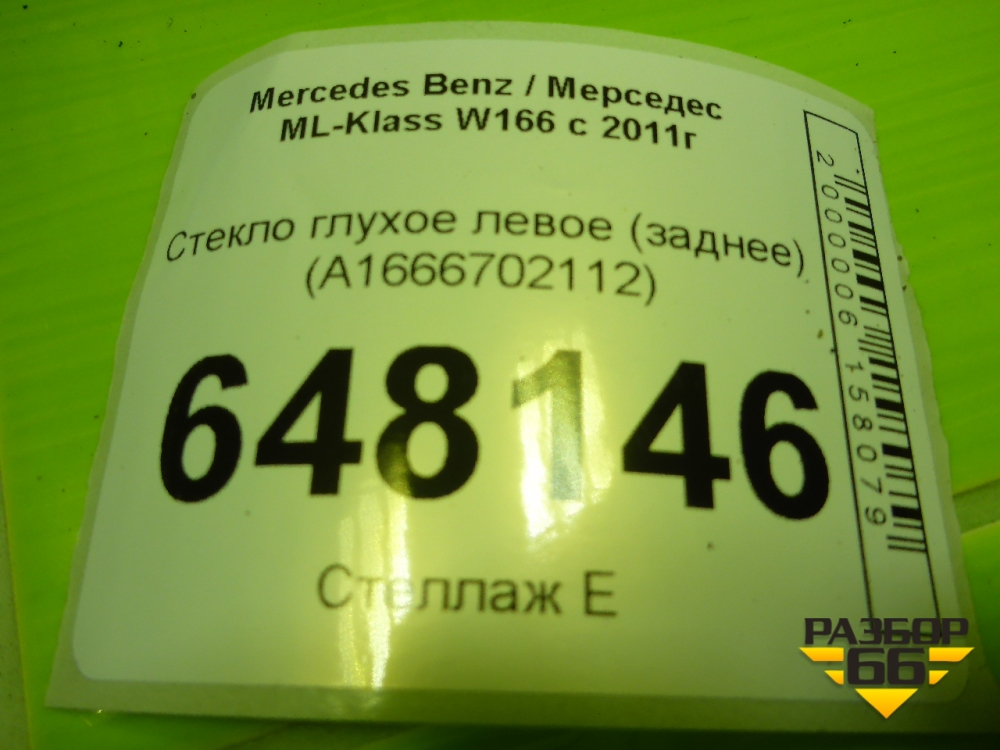 Mercedes Benz / Мерседес
ML-Klass W166 с 2011г
Стекло глухое левое (заднее)
(A1666702112)
648146
Стеллаж Е
2000006158079
РАЗБОР
66